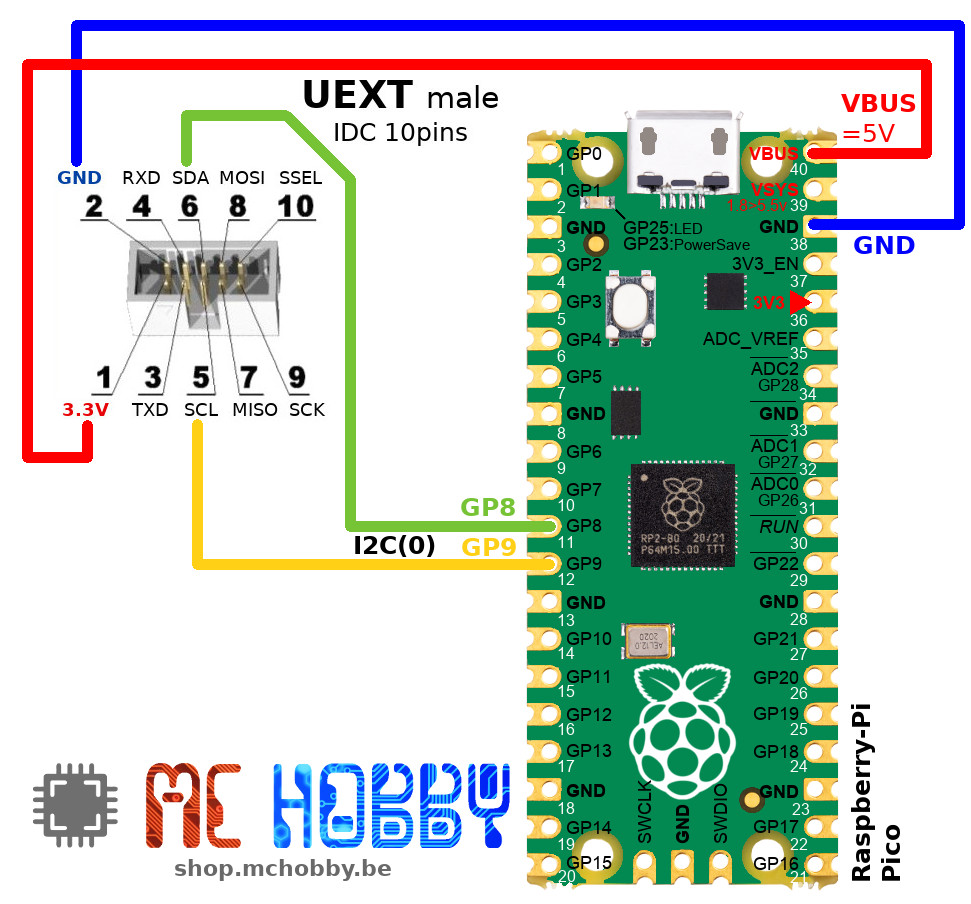 UEXT male
IDC 10pins
GND RXD SDA MOSI SSEL
2 4 6 8 10
1 3 5 7 9
3.3V TXD SCL MISO SCK
GP8
I2C(0) GP9
VBUS
=5V
GND
GP0
1
GP1
2
GND
3
GP2
4
GP3
5
GP4
6
GP5
7
GND
8
GP6
9
GP7
10
GP8
11
GP9
12
GND
13
GP10
14
GP11
15
GP12
16
GP13
17
GND
18
GP14
19
GP15
20
GP25:LED
GP23:PowerSave
RP2-B0 20/21
P64M15.00 TTT
AEL12.0
2020
SWCLK
GND
SWDIO
VBUS
40
VSYS
39
1.8>5.5v
GND
38
3V3_EN
37
3V3
36
ADC_VREF
35
ADC2
GP28
34
GND
33
ADC1
GP27
32
ADC0
GP26
31
RUN
30
GP22
29
GND
28
GP21
27
GP20
26
GP19
25
GP18
24
GND
23
GP17
22
GP16
21
Raspberry-Pi
Pico
MC HOBBY
shop.mchobby.be